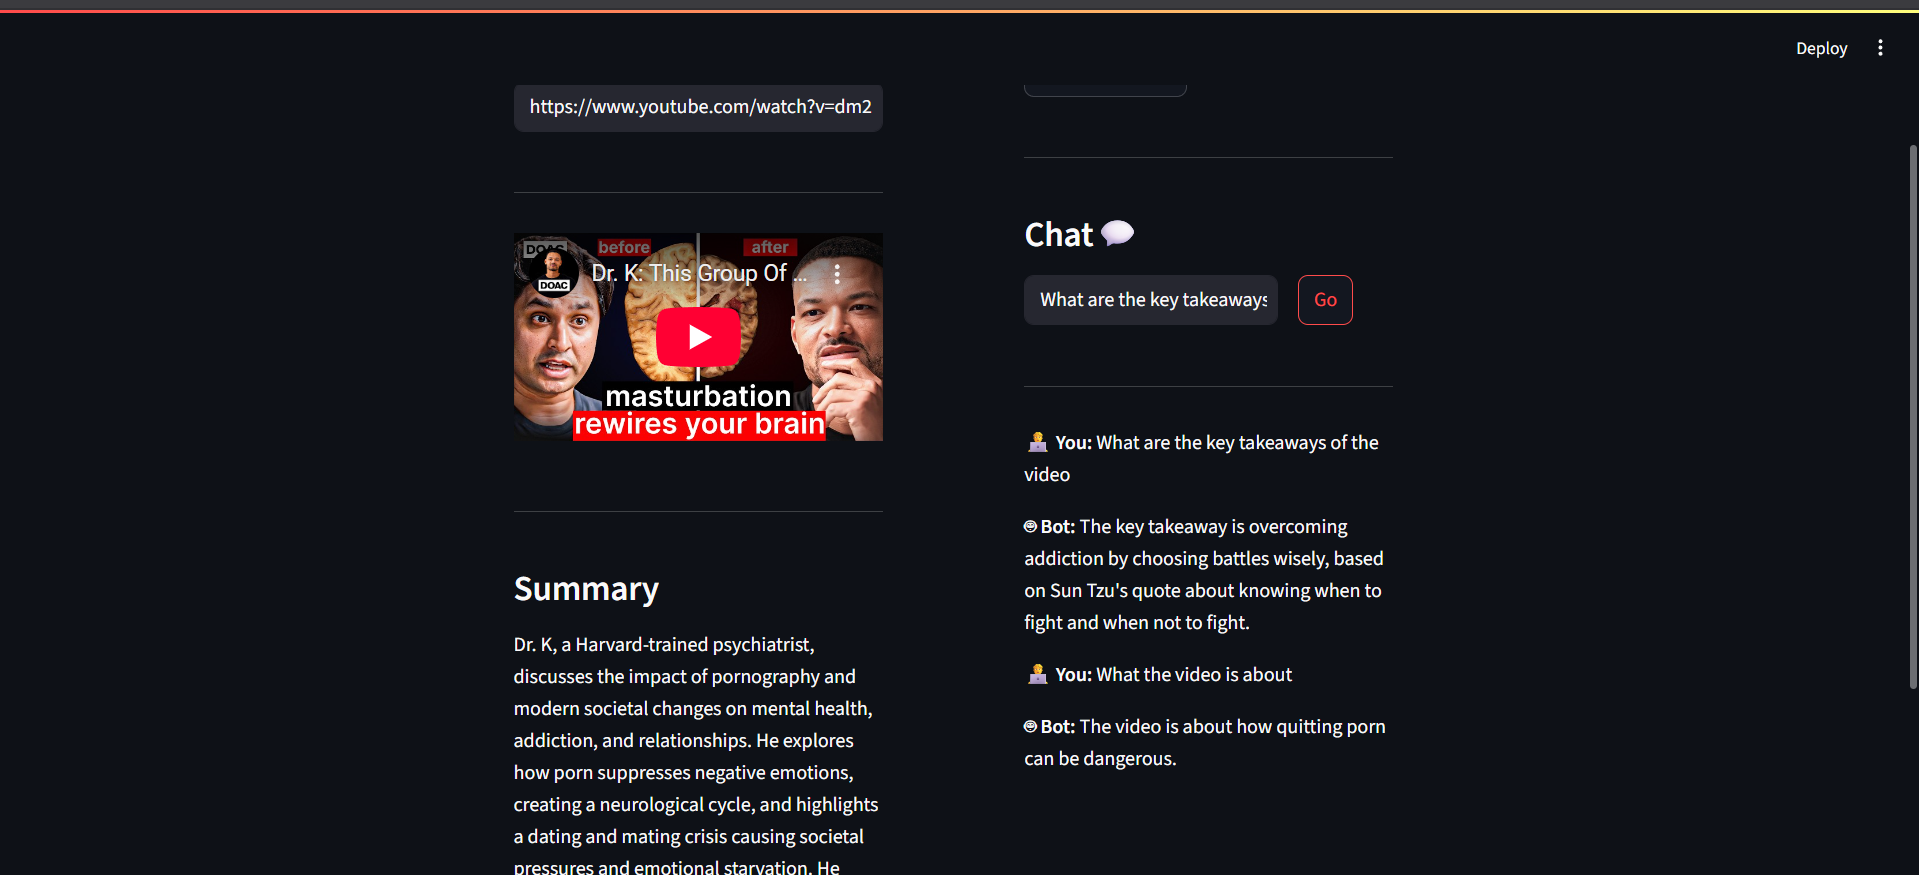 Deploy
https://www.youtube.com/watch?v=dm2
DOAC
before
after
Dr. K: This Group Of ...
DOAC
masturbation
rewires your brain
Summary
Dr. K, a Harvard-trained psychiatrist,
discusses the impact of pornography and
modern societal changes on mental health,
addiction, and relationships. He explores
how porn suppresses negative emotions,
creating a neurological cycle, and highlights
a dating and mating crisis causing societal
pressures and emotional starvation. He
Chat
What are the key takeaways
Go
You: What are the key takeaways of the
video
Bot: The key takeaway is overcoming
addiction by choosing battles wisely, based
on Sun Tzu's quote about knowing when to
fight and when not to fight.
You: What the video is about
Bot: The video is about how quitting porn
can be dangerous.